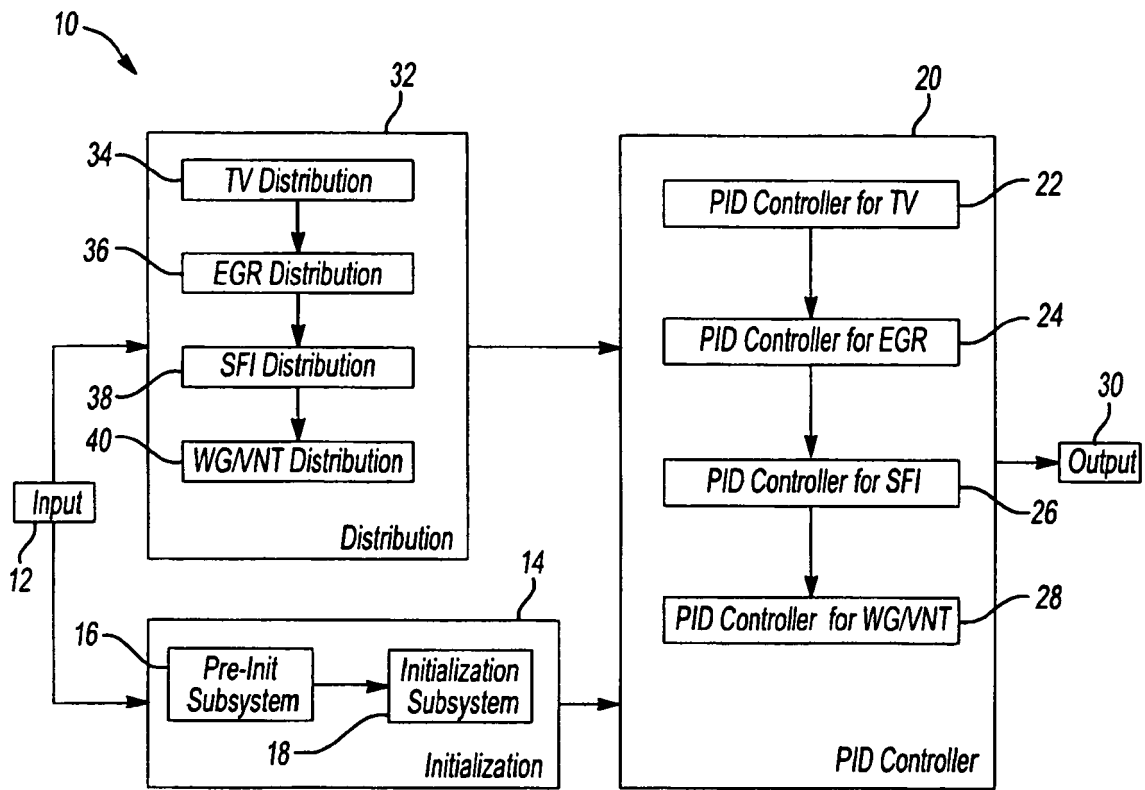 10
32
20
34
TV Distribution
PID Controller for TV
22
36
EGR Distribution
PID Controller for EGR
24
SFI Distribution
38
30
Output
40
WG/VNT Distribution
PID Controller for SFI
26
Input
12
Distribution
14
PID Controller for WG/VNT
28
16
Pre-Init
Subsystem
Initialization
Subsystem
18
Initialization
PID Controller